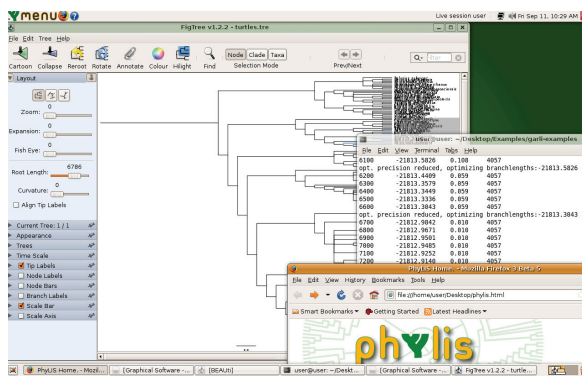 menu
Live session user
Fri Sep 11, 10:29 AM
FigTree v1.2.2 - turtles.tre
File Edit Tree Help
Cartoon Collapse Reroot Rotate Annotate Colour Hilight Find
Node Clade Taxa
Selection Mode
Prev/Next
Filter
Layout
Zoom: 0
Expansion: 0
Fish Eye: 0
Root Length: 6786
Curvature: 0
Align Tip Labels
Current Tree: 1 / 1
Appearance
Trees
Time Scale
Tip Labels
Node Labels
Node Bars
Branch Labels
Scale Bar
Scale Axis
user@user: ~/Desktop/Examples/garli-examples
File Edit View Terminal Tabs Help
6100 -21813.5826 0.108 4057
opt. precision reduced, optimizing branchlengths:-21813.5826
6200 -21813.4409 0.059 4057
6300 -21813.3579 0.059 4057
6400 -21813.3449 0.059 4057
6500 -21813.3336 0.059 4057
6600 -21813.3043 0.059 4057
opt. precision reduced, optimizing branchlengths:-21813.3043
6700 -21812.9842 0.010 4057
6800 -21812.9671 0.010 4057
6900 -21812.9501 0.010 4057
7000 -21812.9485 0.010 4057
7100 -21812.9252 0.010 4057
7200 -21812.9140 0.010 4057
PhyLIS Home. - Mozilla Firefox 3 Beta 5
File Edit View History Bookmarks Tools Help
file:///home/user/Desktop/phylis.html
Smart Bookmarks Getting Started Latest Headlines
phylis
PhyLIS Home. - Mozil...
[Graphical Software -...
[BEAUti]
user@user: ~/Deskt...
[Graphical Software -...
FigTree v1.2.2 - turtle...